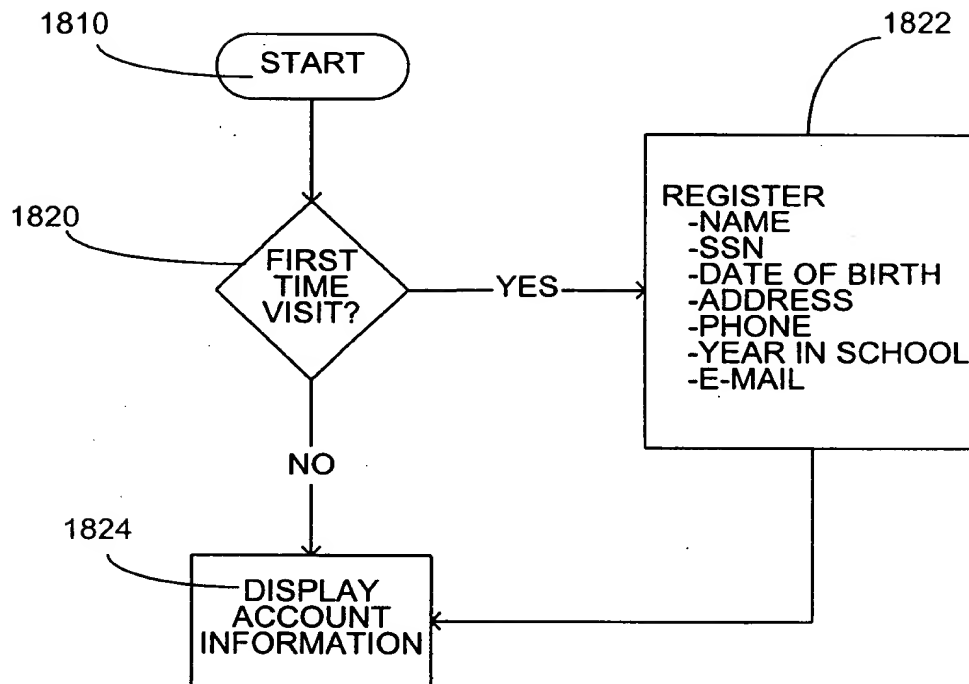 1810
START
1822
1820
FIRST
TIME
VISIT?
YES
REGISTER
-NAME
-SSN
-DATE OF BIRTH
-ADDRESS
-PHONE
-YEAR IN SCHOOL
-E-MAIL
NO
1824
DISPLAY
ACCOUNT
INFORMATION